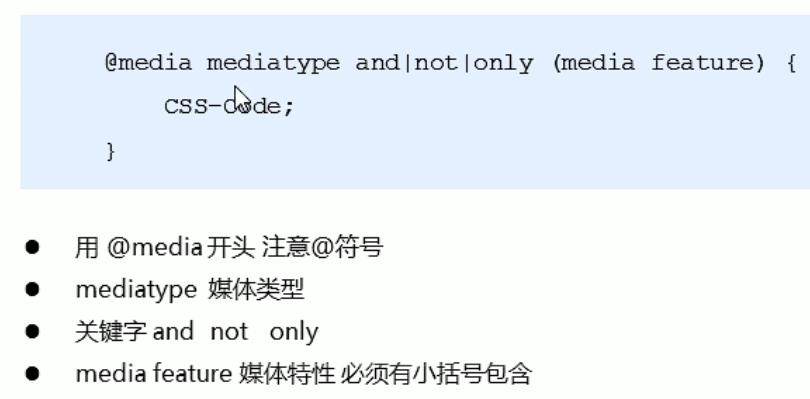 @media mediatype and|not|only (media feature) {
CSS-Code;
}
用 @media 开头 注意@符号
mediatype 媒体类型
关键字 and not only
media feature 媒体特性 必须有小括号包含